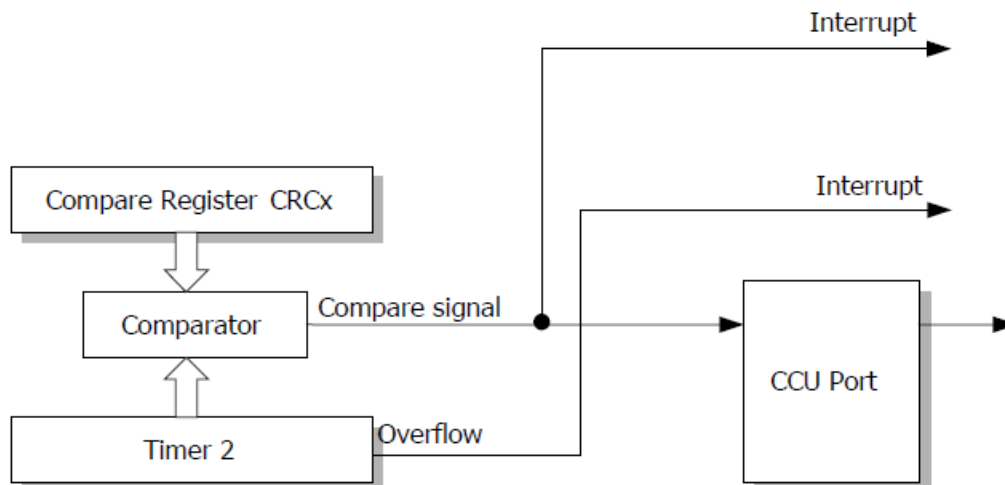 Interrupt
Interrupt
Compare Register CRCx
Compare signal
Comparator
CCU Port
Overflow
Timer 2